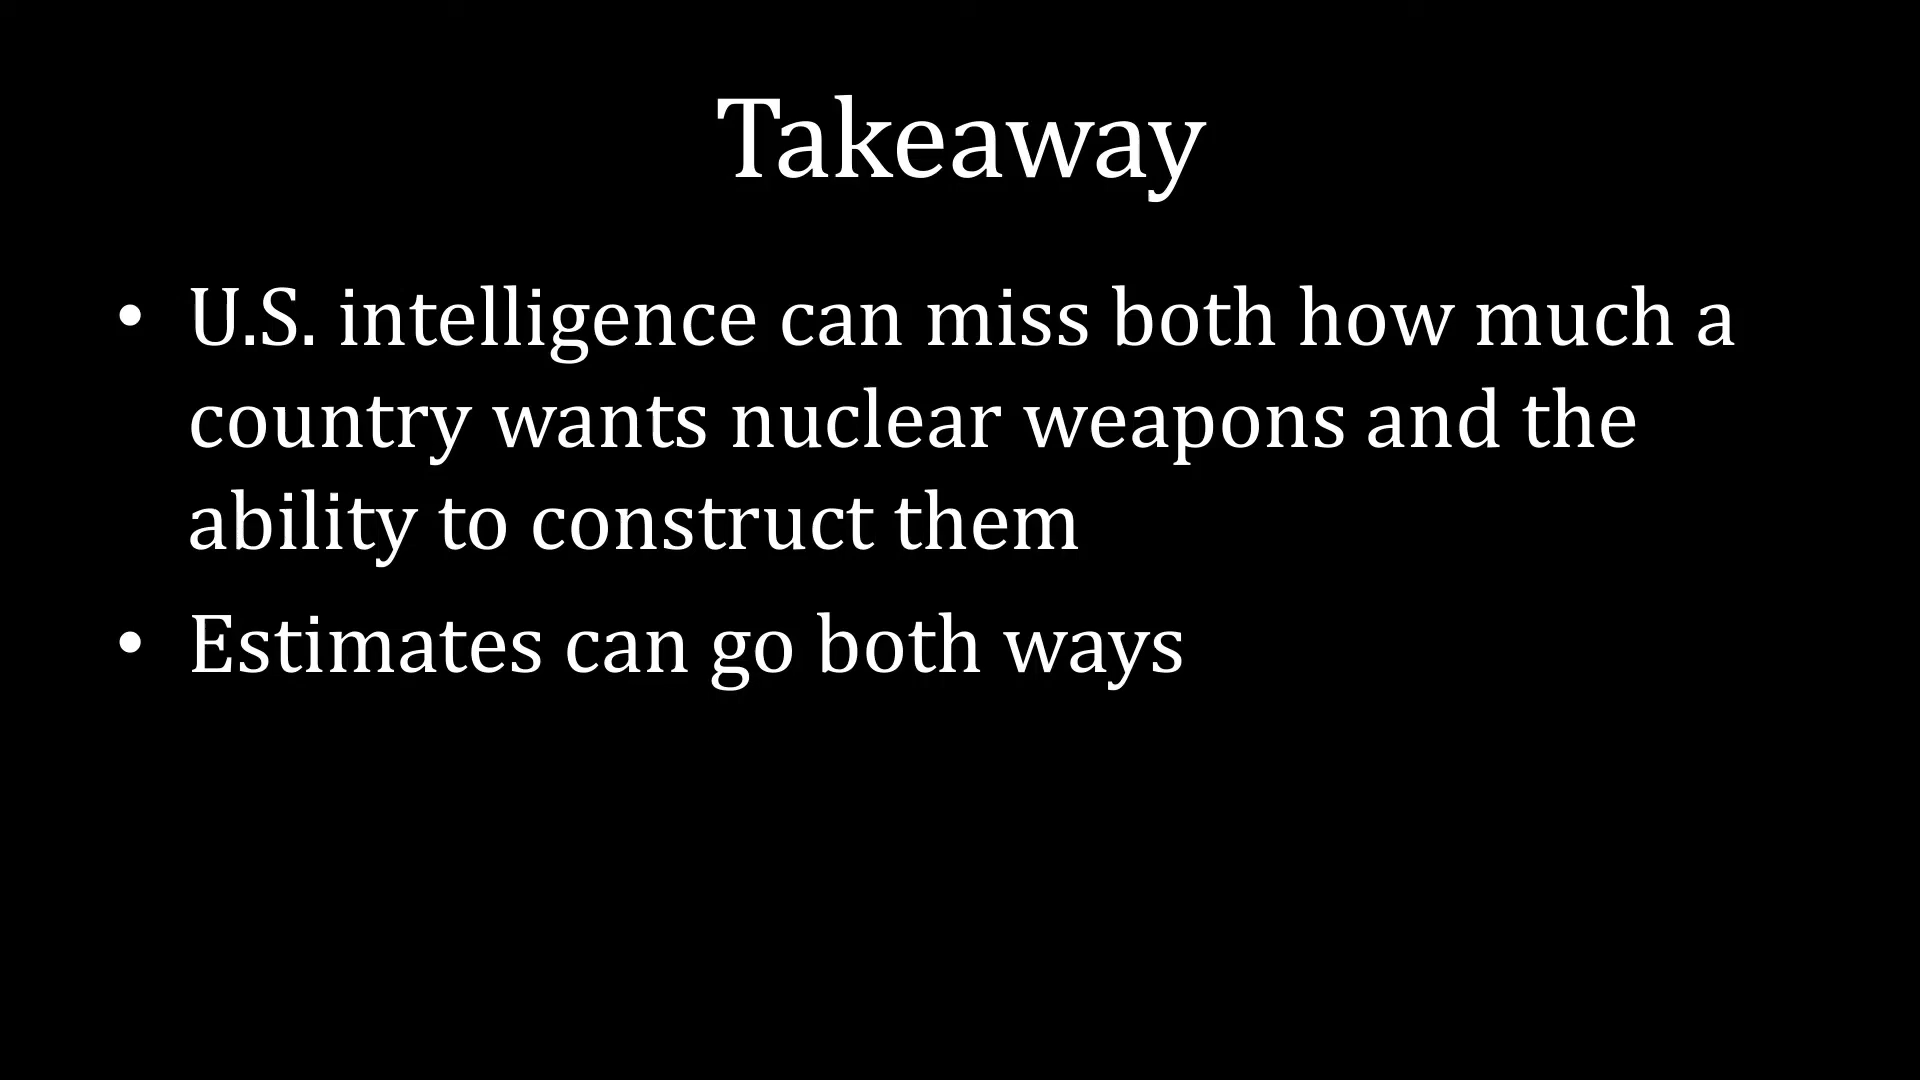 Takeaway
• U.S. intelligence can miss both how much a
country wants nuclear weapons and the
ability to construct them
• Estimates can go both ways